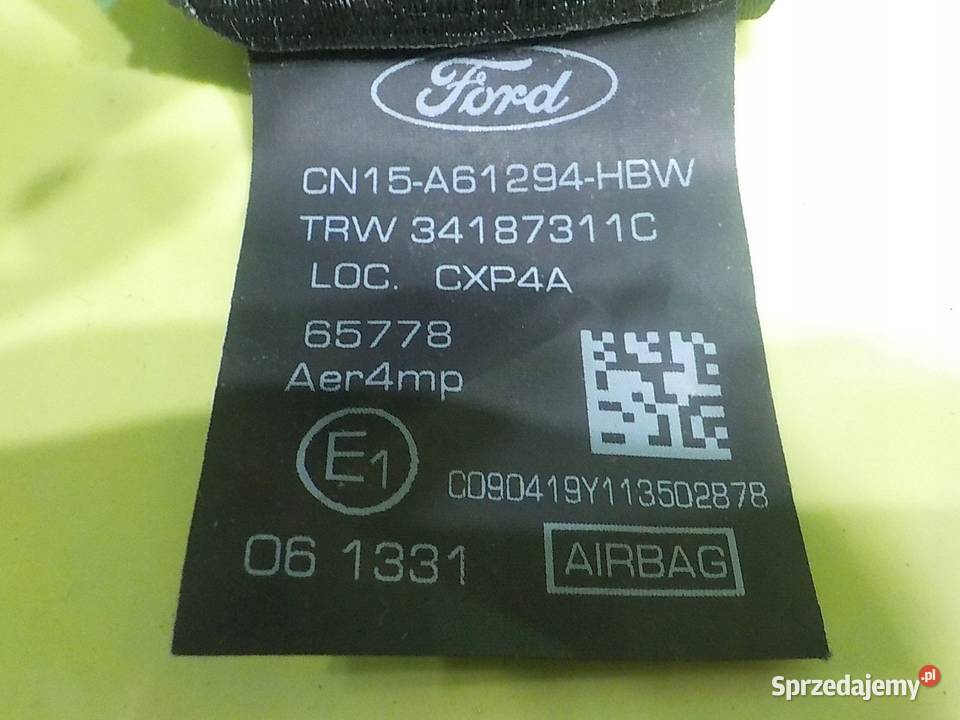 Ford
CN15-A61294-HBW
TRW 34187311C
LOC. CXP4A
65778
Aer4mp
E1
C090419Y113502878
06 1331
AIRBAG
Sprzedajemy.pl